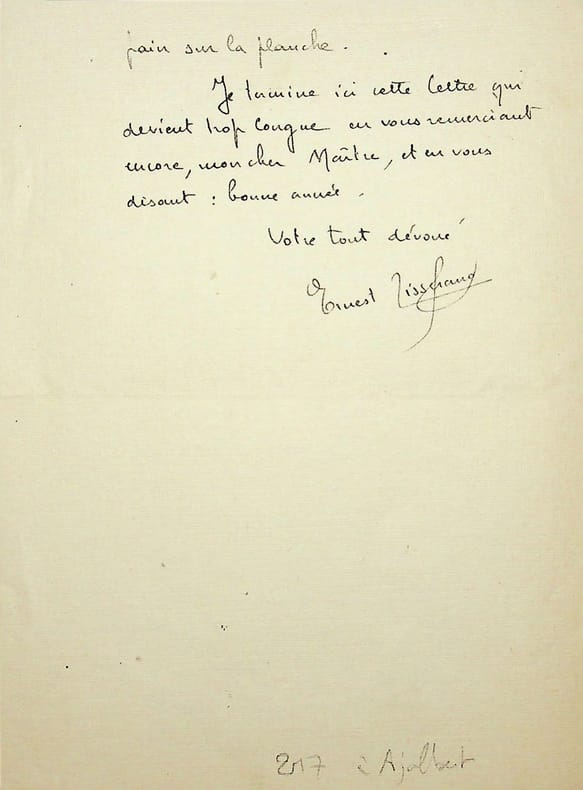 pain sur la planche.
Je termine ici cette lettre qui
devient trop longue en vous remerciant
encore, mon cher Maître, et en vous
disant : bonne année.
Votre tout dévoué
Ernest Tisserand
2017 à Ajalbert